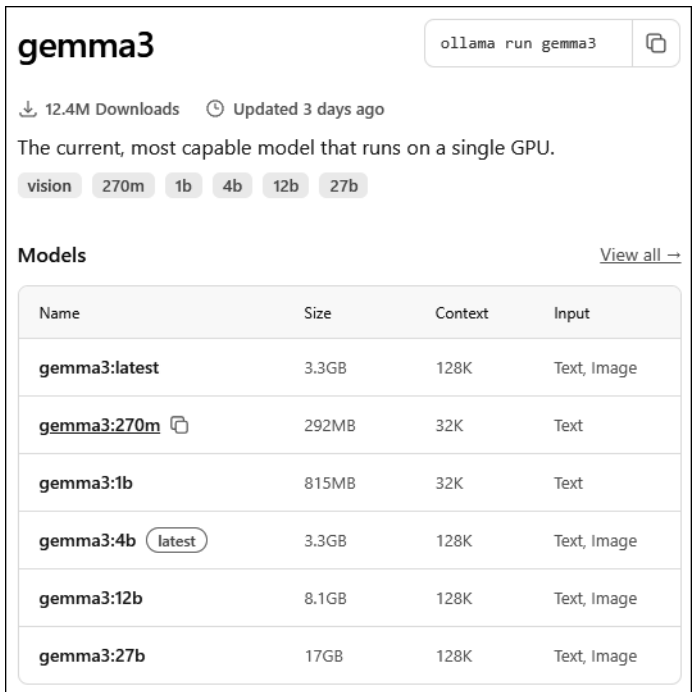 gemma3
ollama run gemma3
12.4M Downloads Updated 3 days ago
The current, most capable model that runs on a single GPU.
vision 270m 1b 4b 12b 27b
Models View all →
Name Size Context Input
gemma3:latest 3.3GB 128K Text, Image
gemma3:270m 292MB 32K Text
gemma3:1b 815MB 32K Text
gemma3:4b latest 3.3GB 128K Text, Image
gemma3:12b 8.1GB 128K Text, Image
gemma3:27b 17GB 128K Text, Image